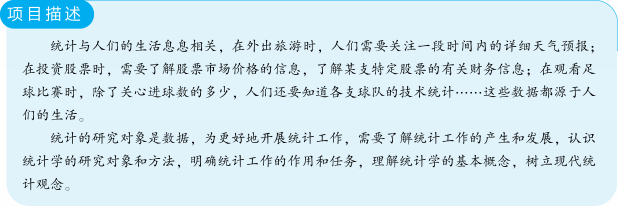 项目描述
统计与人们的生活息息相关，在外出旅游时，人们需要关注一段时间内的详细天气预报；
在投资股票时，需要了解股票市场价格的信息，了解某支特定股票的有关财务信息；在观看足
球比赛时，除了关心进球数的多少，人们还要知道各支球队的技术统计……这些数据都源于人
们的生活。
统计的研究对象是数据，为更好地开展统计工作，需要了解统计工作的产生和发展，认识
统计学的研究对象和方法，明确统计工作的作用和任务，理解统计学的基本概念，树立现代统
计观念。